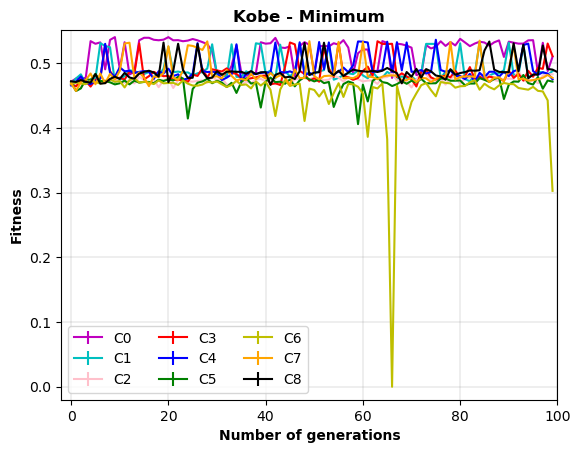 Kobe - Minimum
Fitness
0.5
0.4
0.3
0.2
0.1
0.0
C0 C3 C6
C1 C4 C7
C2 C5 C8
0 20 40 60 80 100
Number of generations